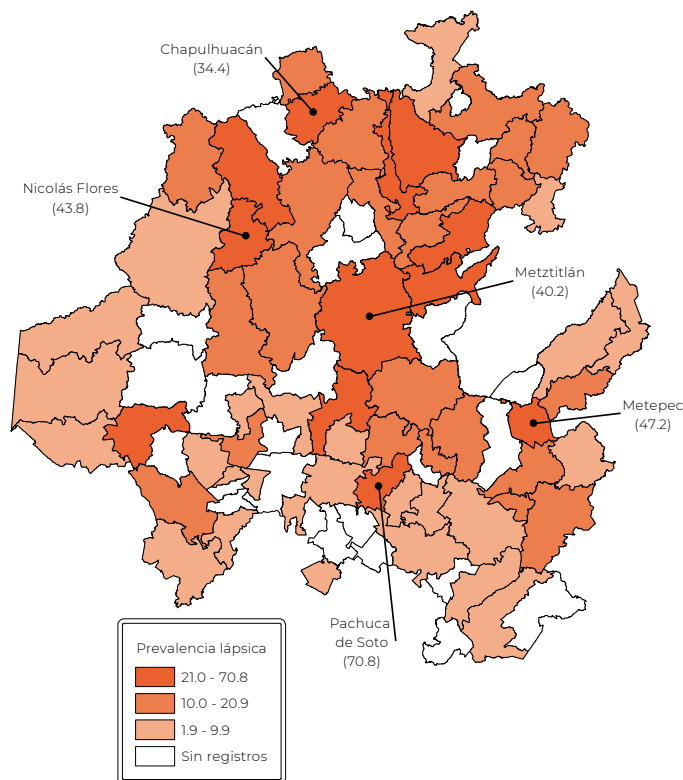 Chapulhuacán
(34.4)
Nicolás Flores
(43.8)
Metztitlán
(40.2)
Metepec
(47.2)
Pachuca
de Soto
(70.8)
Prevalencia lápsica
21.0 - 70.8
10.0 - 20.9
1.9 - 9.9
Sin registros